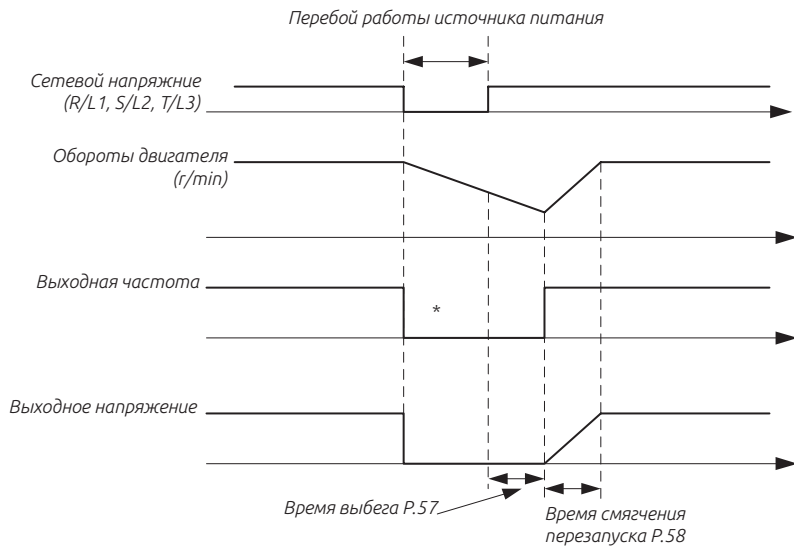 Перебой работы источника питания
Сетевой напряжние
(R/L1, S/L2, T/L3)
Обороты двигателя
(r/min)
Выходная частота
*
Выходное напряжение
Время выбега P.57
Время смягчения
перезапуска P.58